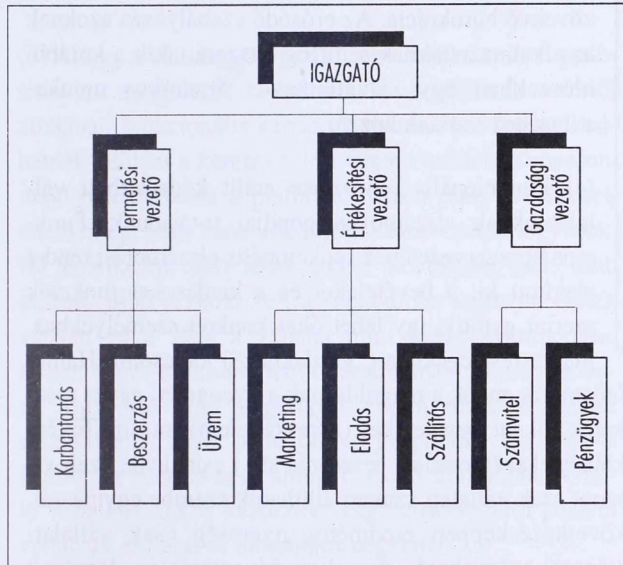 IGAZGATÓ
Termelési
vezető
Értékesítési
vezető
Gazdasági
vezető
Karbantartás
Beszerzés
Üzem
Marketing
Eladás
Szállítás
Számvitel
Pénzügyek